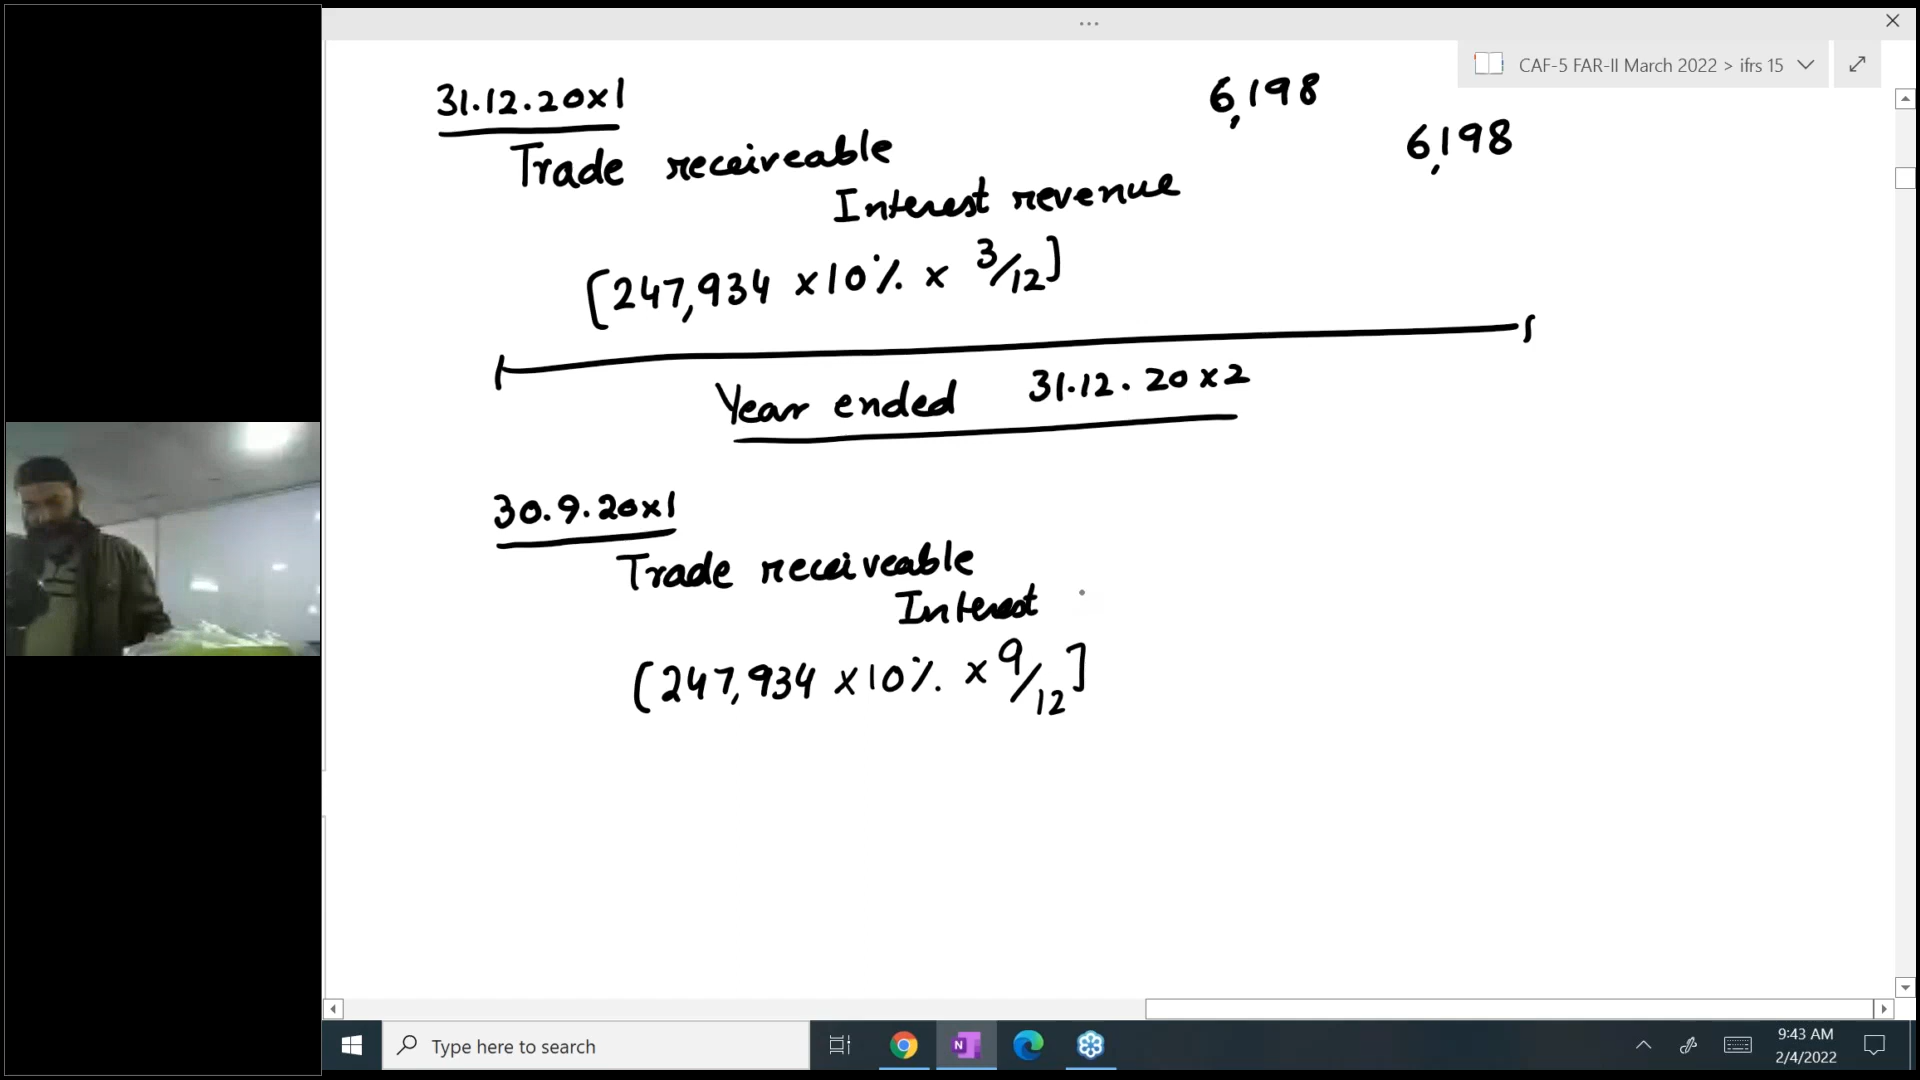 CAF-5 FAR-II March 2022 > ifrs 15
31.12.20x1
6,198
Trade receiveable
6,198
Interest revenue
[247,934 x10% x 3/12]
Year ended 31.12.20x2
30.9.20x1
Trade receiveable
Interest
[247,934 x10% x 9/12]
Type here to search
9:43 AM
2/4/2022